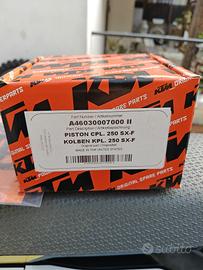 KTM
ORIGINAL SPARE PARTS
Part Number / Artikelnummer
A46030007000 II
Part Description / Artikelbezeichnung
PISTON CPL. 250 SX-F
KOLBEN KPL. 250 SX-F
MADE IN THE UNITED STATES
subito